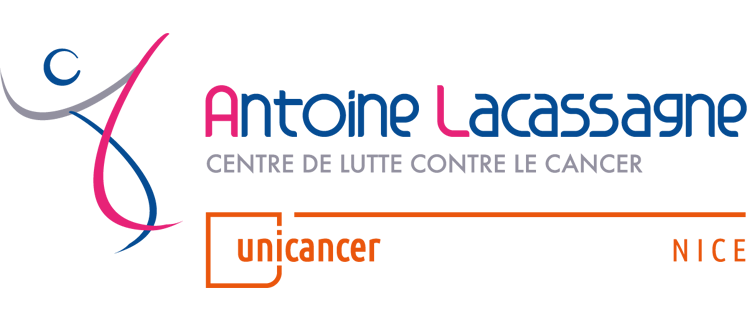 Antoine Lacassagne
CENTRE DE LUTTE CONTRE LE CANCER
unicancer NICE